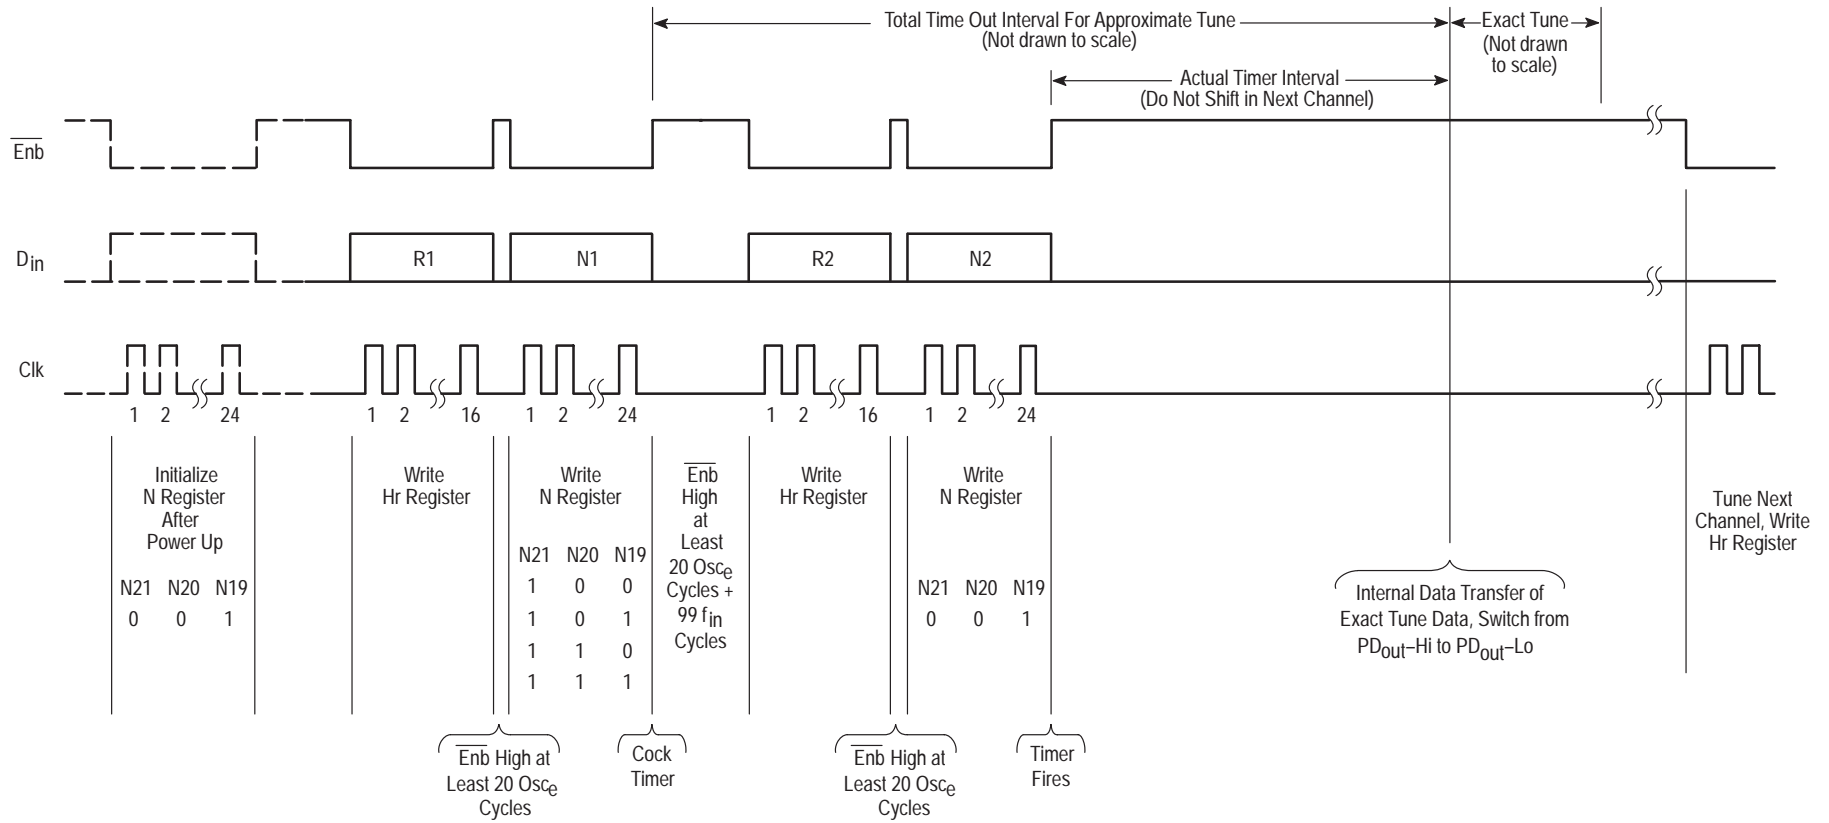 Total Time Out Interval For Approximate Tune
(Not drawn to scale)
Exact Tune
(Not drawn
to scale)
Actual Timer Interval
(Do Not Shift in Next Channel)
Enb
Din
R1
N1
R2
N2
Clk
1 2 24
1 2 16
1 2 24
1 2 16
1 2 24
Initialize
N Register
After
Power Up
N21 N20 N19
0 0 1
Write
Hr Register
Write
N Register
N21 N20 N19
1 0 0
1 0 1
1 1 0
1 1 1
Enb
High
at
Least
20 Osce
Cycles +
99 fin
Cycles
Write
Hr Register
Write
N Register
N21 N20 N19
0 0 1
Internal Data Transfer of
Exact Tune Data, Switch from
PDout–Hi to PDout–Lo
Tune Next
Channel, Write
Hr Register
Enb High at
Least 20 Osce
Cycles
Cock
Timer
Enb High at
Least 20 Osce
Cycles
Timer
Fires